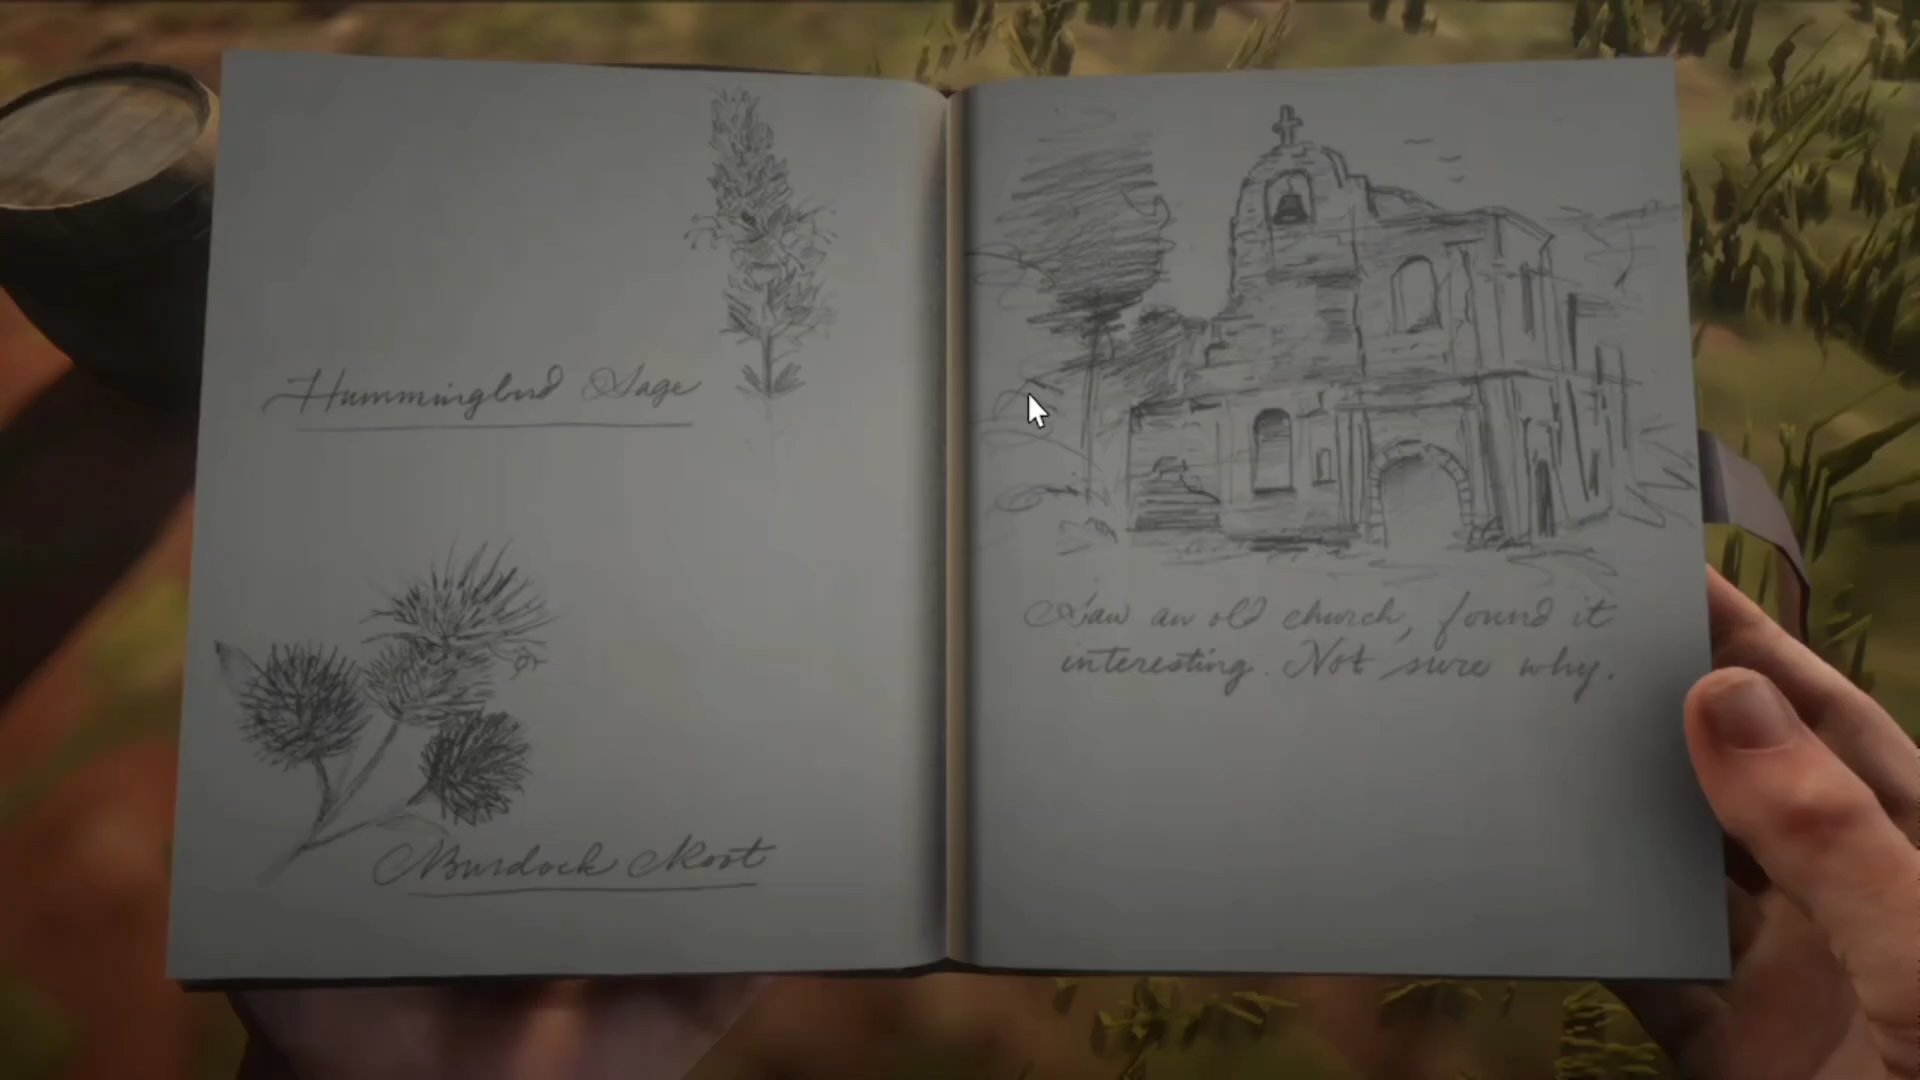 Hummingbird Sage
Burdock Root
Saw an old church, found it
interesting. Not sure why.